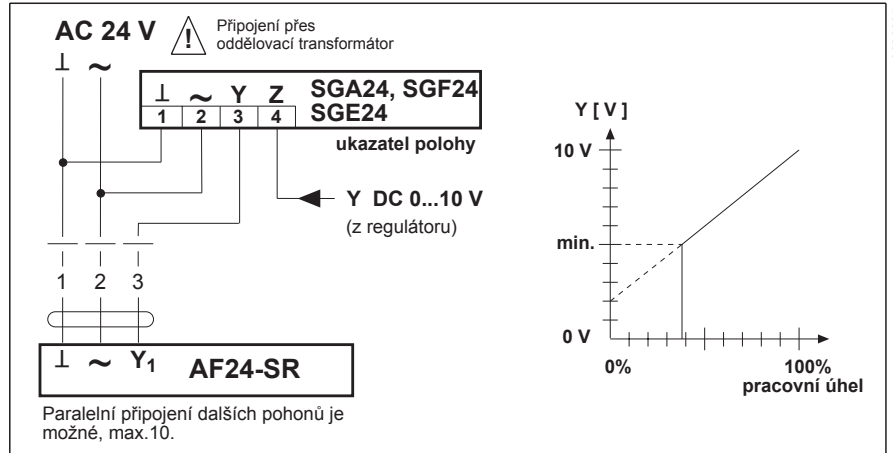 AC 24 V
Připojení přes
oddělovací transformátor
⊥ ~
⊥ ~ Y Z
1 2 3 4
SGA24, SGF24
SGE24
ukazatel polohy
Y DC 0...10 V
(z regulátoru)
1 2 3
⊥ ~ Y₁ AF24-SR
Paralelní připojení dalších pohonů je
možné, max.10.
Y [ V ]
10 V
min.
0 V
0% 100%
pracovní úhel